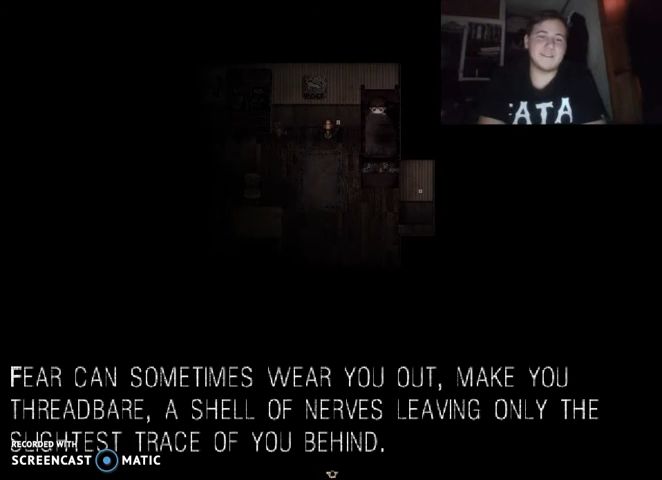 ATA
FEAR CAN SOMETIMES WEAR YOU OUT, MAKE YOU
THREADBARE, A SHELL OF NERVES LEAVING ONLY THE
SLIGHTEST TRACE OF YOU BEHIND.
RECORDED WITH
SCREENCAST MATIC